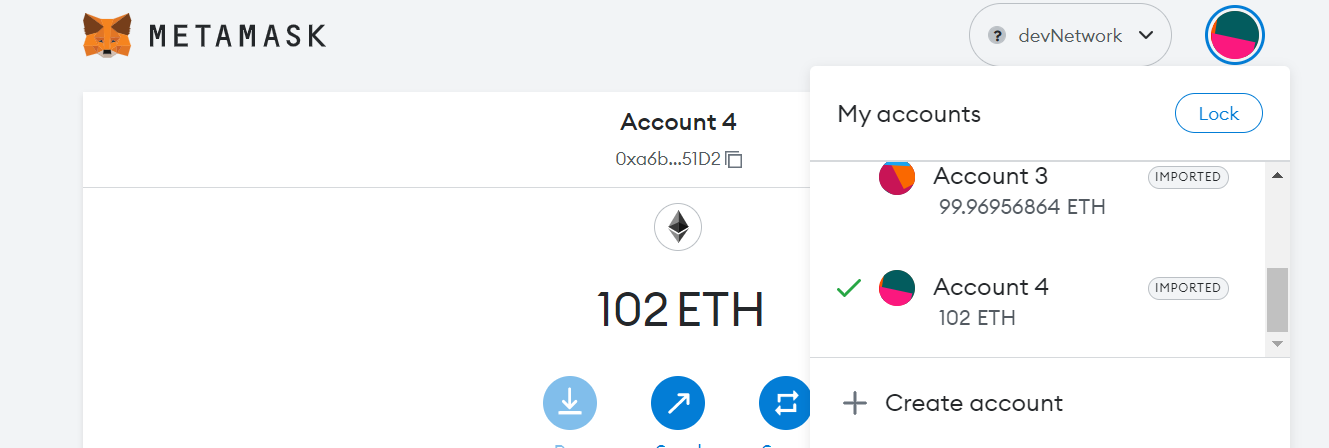 METAMASK
? devNetwork
Account 4
0xa6b...51D2
102 ETH
My accounts
Lock
Account 3
IMPORTED
99.96956864 ETH
Account 4
IMPORTED
102 ETH
Create account